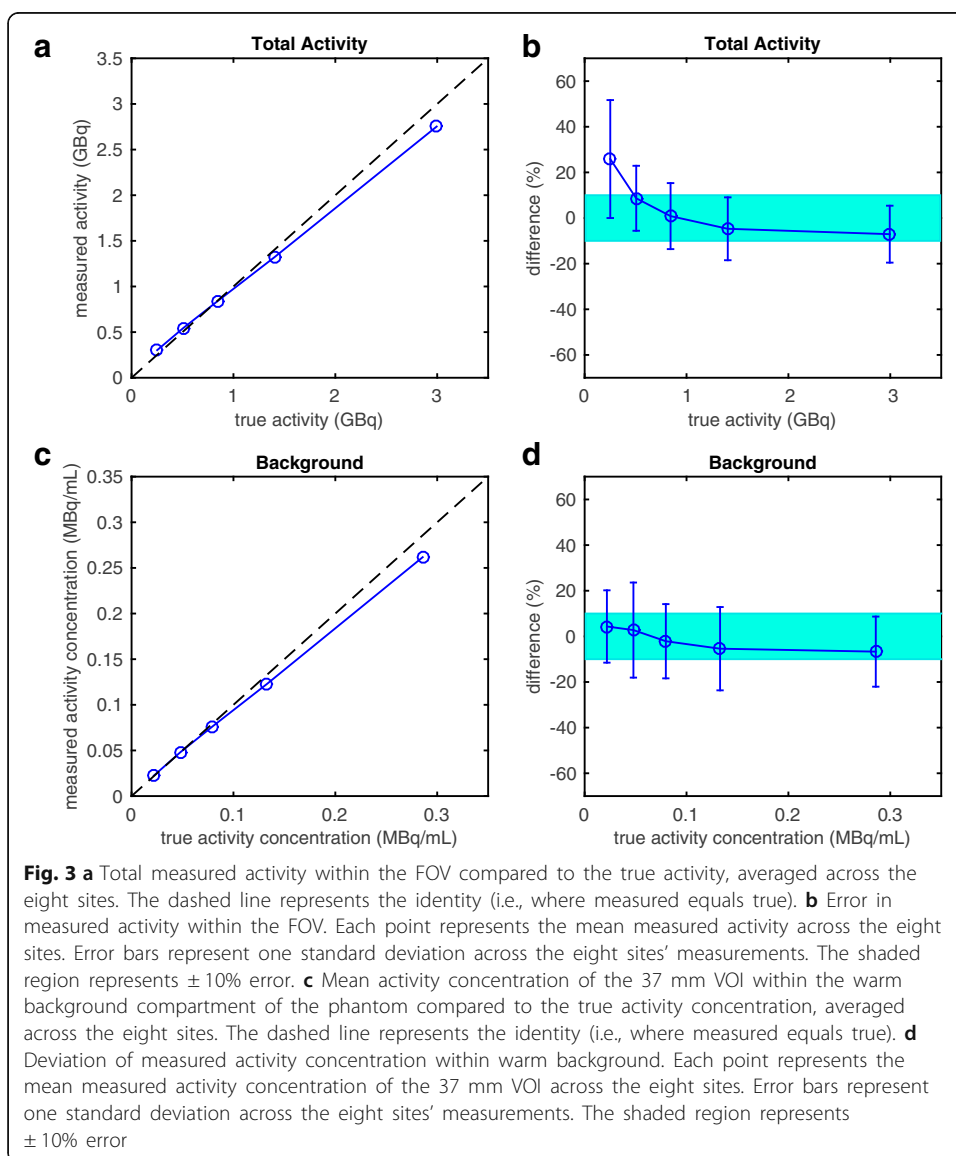 a
Total Activity
3.5
3
2.5
2
1.5
1
0.5
0
measured activity (GBq)
0 1 2 3
true activity (GBq)
b
Total Activity
60
40
20
0
-20
-40
-60
difference (%)
0 1 2 3
true activity (GBq)
c
Background
0.35
0.3
0.25
0.2
0.15
0.1
0.05
0
measured activity concentration (MBq/mL)
0 0.1 0.2 0.3
true activity concentration (MBq/mL)
d
Background
60
40
20
0
-20
-40
-60
difference (%)
0 0.1 0.2 0.3
true activity concentration (MBq/mL)
Fig. 3 a Total measured activity within the FOV compared to the true activity, averaged across the
eight sites. The dashed line represents the identity (i.e., where measured equals true). b Error in
measured activity within the FOV. Each point represents the mean measured activity across the eight
sites. Error bars represent one standard deviation across the eight sites' measurements. The shaded
region represents ± 10% error. c Mean activity concentration of the 37 mm VOI within the warm
background compartment of the phantom compared to the true activity concentration, averaged
across the eight sites. The dashed line represents the identity (i.e., where measured equals true). d
Deviation of measured activity concentration within warm background. Each point represents the
mean measured activity concentration of the 37 mm VOI across the eight sites. Error bars represent
one standard deviation across the eight sites' measurements. The shaded region represents
± 10% error